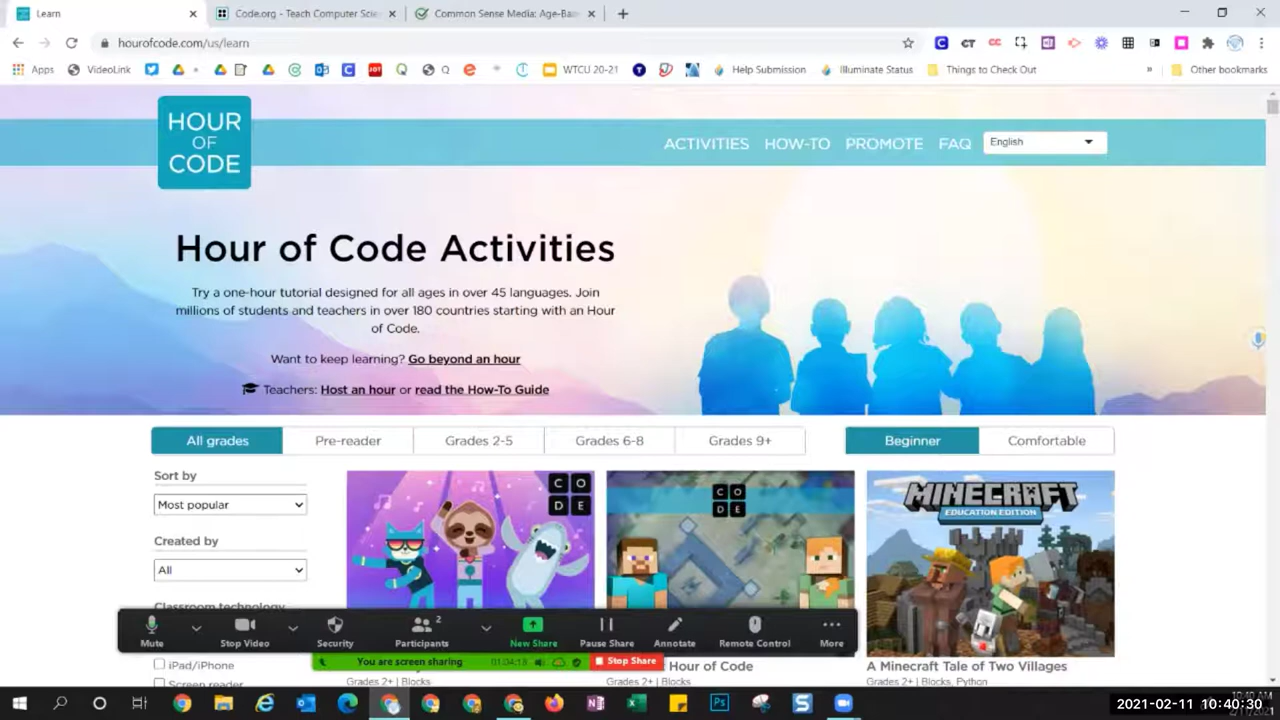 Learn
Code.org - Teach Computer Scie
Common Sense Media: Age-Bas
hourofcode.com/us/learn
Apps
VideoLink
Q
WTCU 20-21
Help Submission
Illuminate Status
Things to Check Out
»
Other bookmarks
HOUR
OF
CODE
ACTIVITIES HOW-TO PROMOTE FAQ English
Hour of Code Activities
Try a one-hour tutorial designed for all ages in over 45 languages. Join
millions of students and teachers in over 180 countries starting with an Hour
of Code.
Want to keep learning? Go beyond an hour
Teachers: Host an hour or read the How-To Guide
All grades Pre-reader Grades 2-5 Grades 6-8 Grades 9+ Beginner Comfortable
Sort by
Most popular
Created by
All
Classroom technology
C O
D E
C O
D E
MINECRAFT
EDUCATION EDITION
Mute Stop Video Security Participants 2 New Share Pause Share Annotate Remote Control More
You are screen sharing 01:04:18 Stop Share
iPad/iPhone
Screen reader
Hour of Code
A Minecraft Tale of Two Villages
Grades 2+ | Blocks
Grades 2+ | Blocks
Grades 2+ | Blocks, Python
2021-02-11 10:40:30